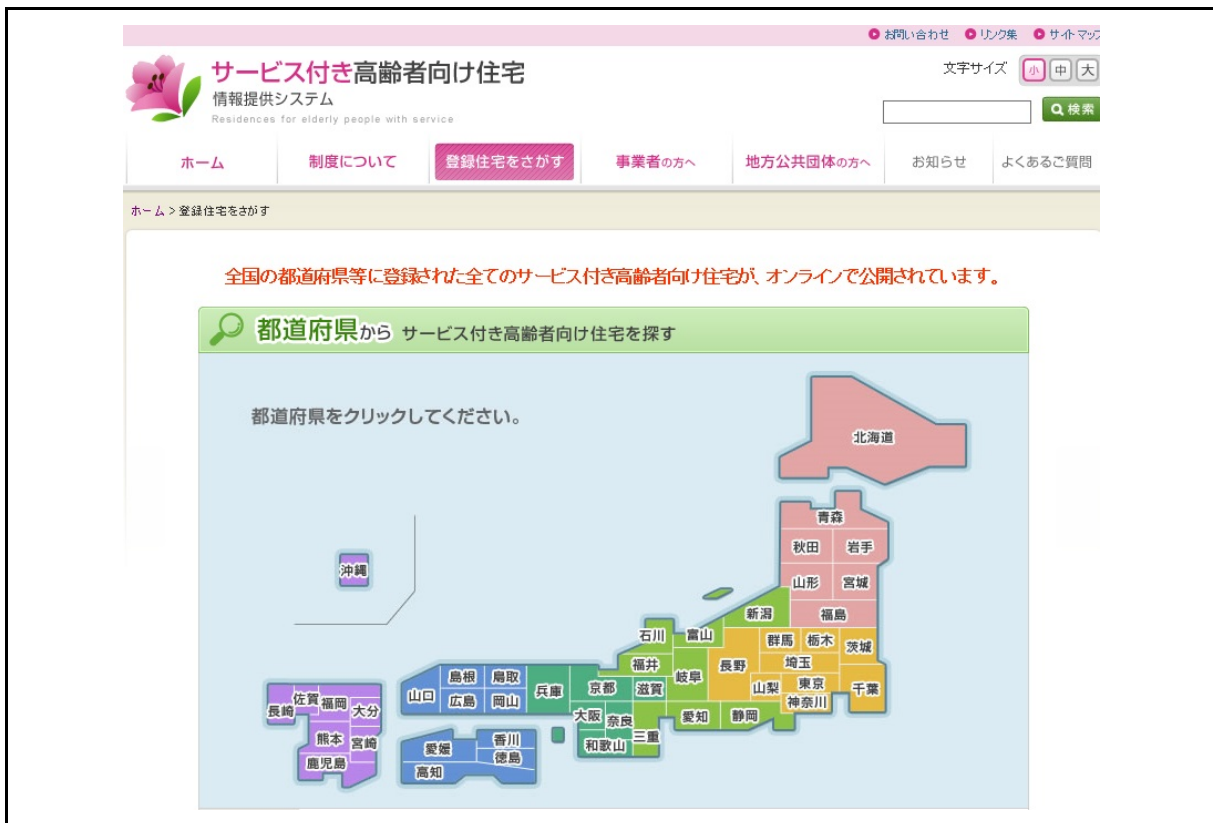 お問い合わせ リンク集 サイトマップ
サービス付き高齢者向け住宅
文字サイズ 小 中 大
情報提供システム
Residences for elderly people with service
検索
ホーム 制度について 登録住宅をさがす 事業者の方へ 地方公共団体の方へ お知らせ よくあるご質問
ホーム > 登録住宅をさがす
全国の都道府県等に登録された全てのサービス付き高齢者向け住宅が、オンラインで公開されています。
都道府県から サービス付き高齢者向け住宅を探す
都道府県をクリックしてください。
北海道
青森
秋田 岩手
沖縄
山形 宮城
新潟 福島
石川 富山 群馬 栃木 茨城
福井 岐阜 長野 埼玉
島根 鳥取 兵庫 京都 滋賀 山梨 東京 千葉
山口 広島 岡山 神奈川
佐賀 福岡 大分 長崎
大阪 奈良 愛知 静岡
熊本 宮崎 愛媛 香川 和歌山 三重
鹿児島 高知 徳島